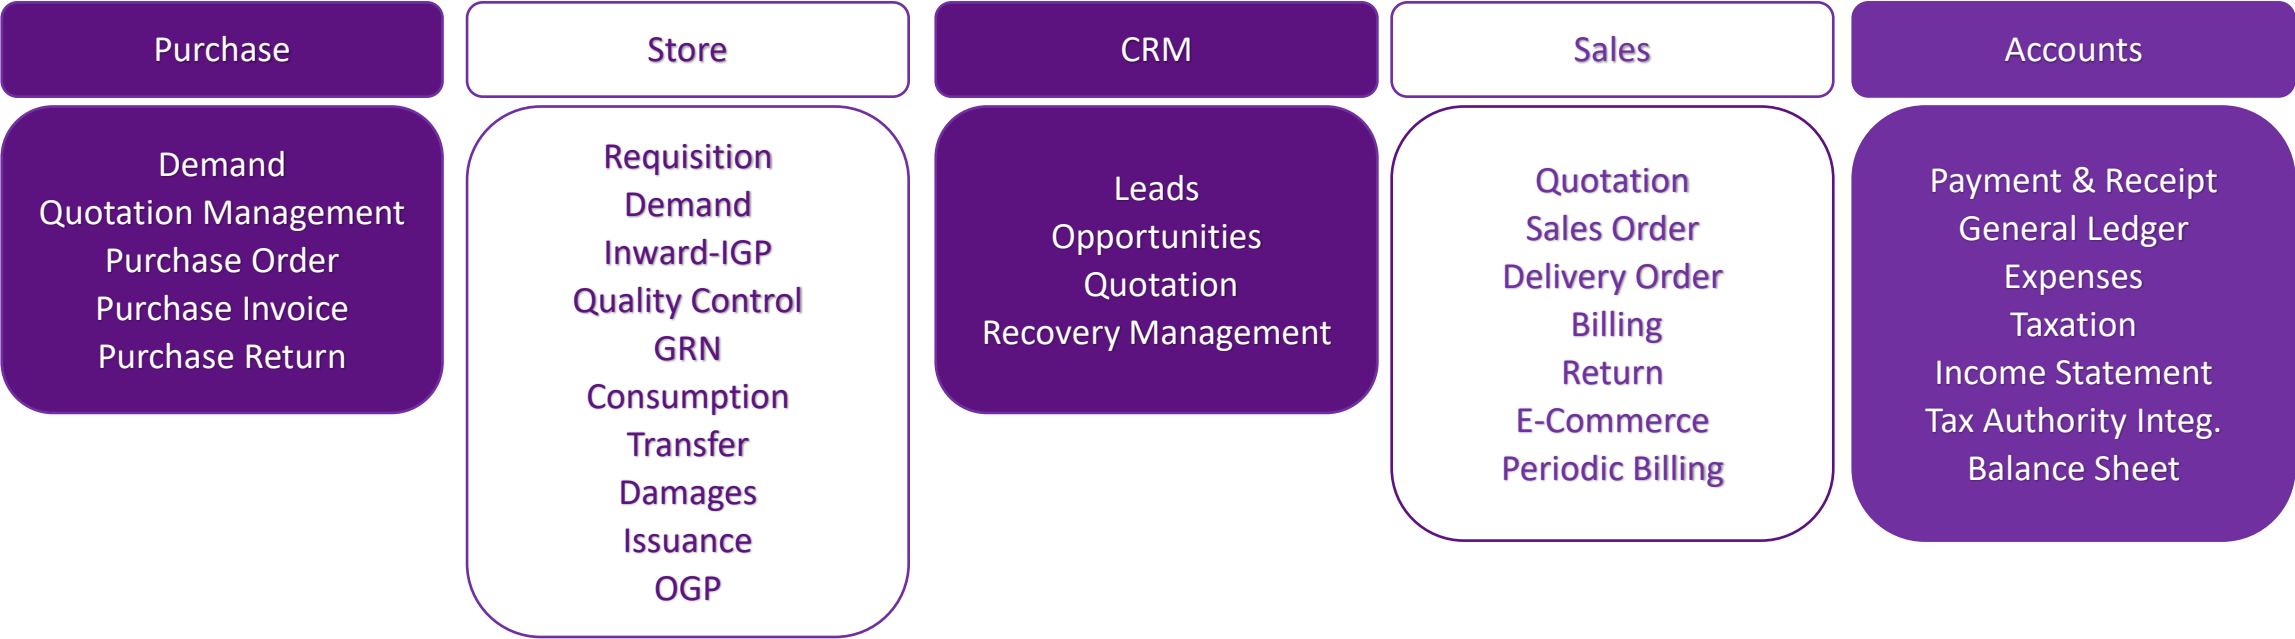 Purchase
Demand
Quotation Management
Purchase Order
Purchase Invoice
Purchase Return
Store
Requisition
Demand
Inward-IGP
Quality Control
GRN
Consumption
Transfer
Damages
Issuance
OGP
CRM
Leads
Opportunities
Quotation
Recovery Management
Sales
Quotation
Sales Order
Delivery Order
Billing
Return
E-Commerce
Periodic Billing
Accounts
Payment & Receipt
General Ledger
Expenses
Taxation
Income Statement
Tax Authority Integ.
Balance Sheet